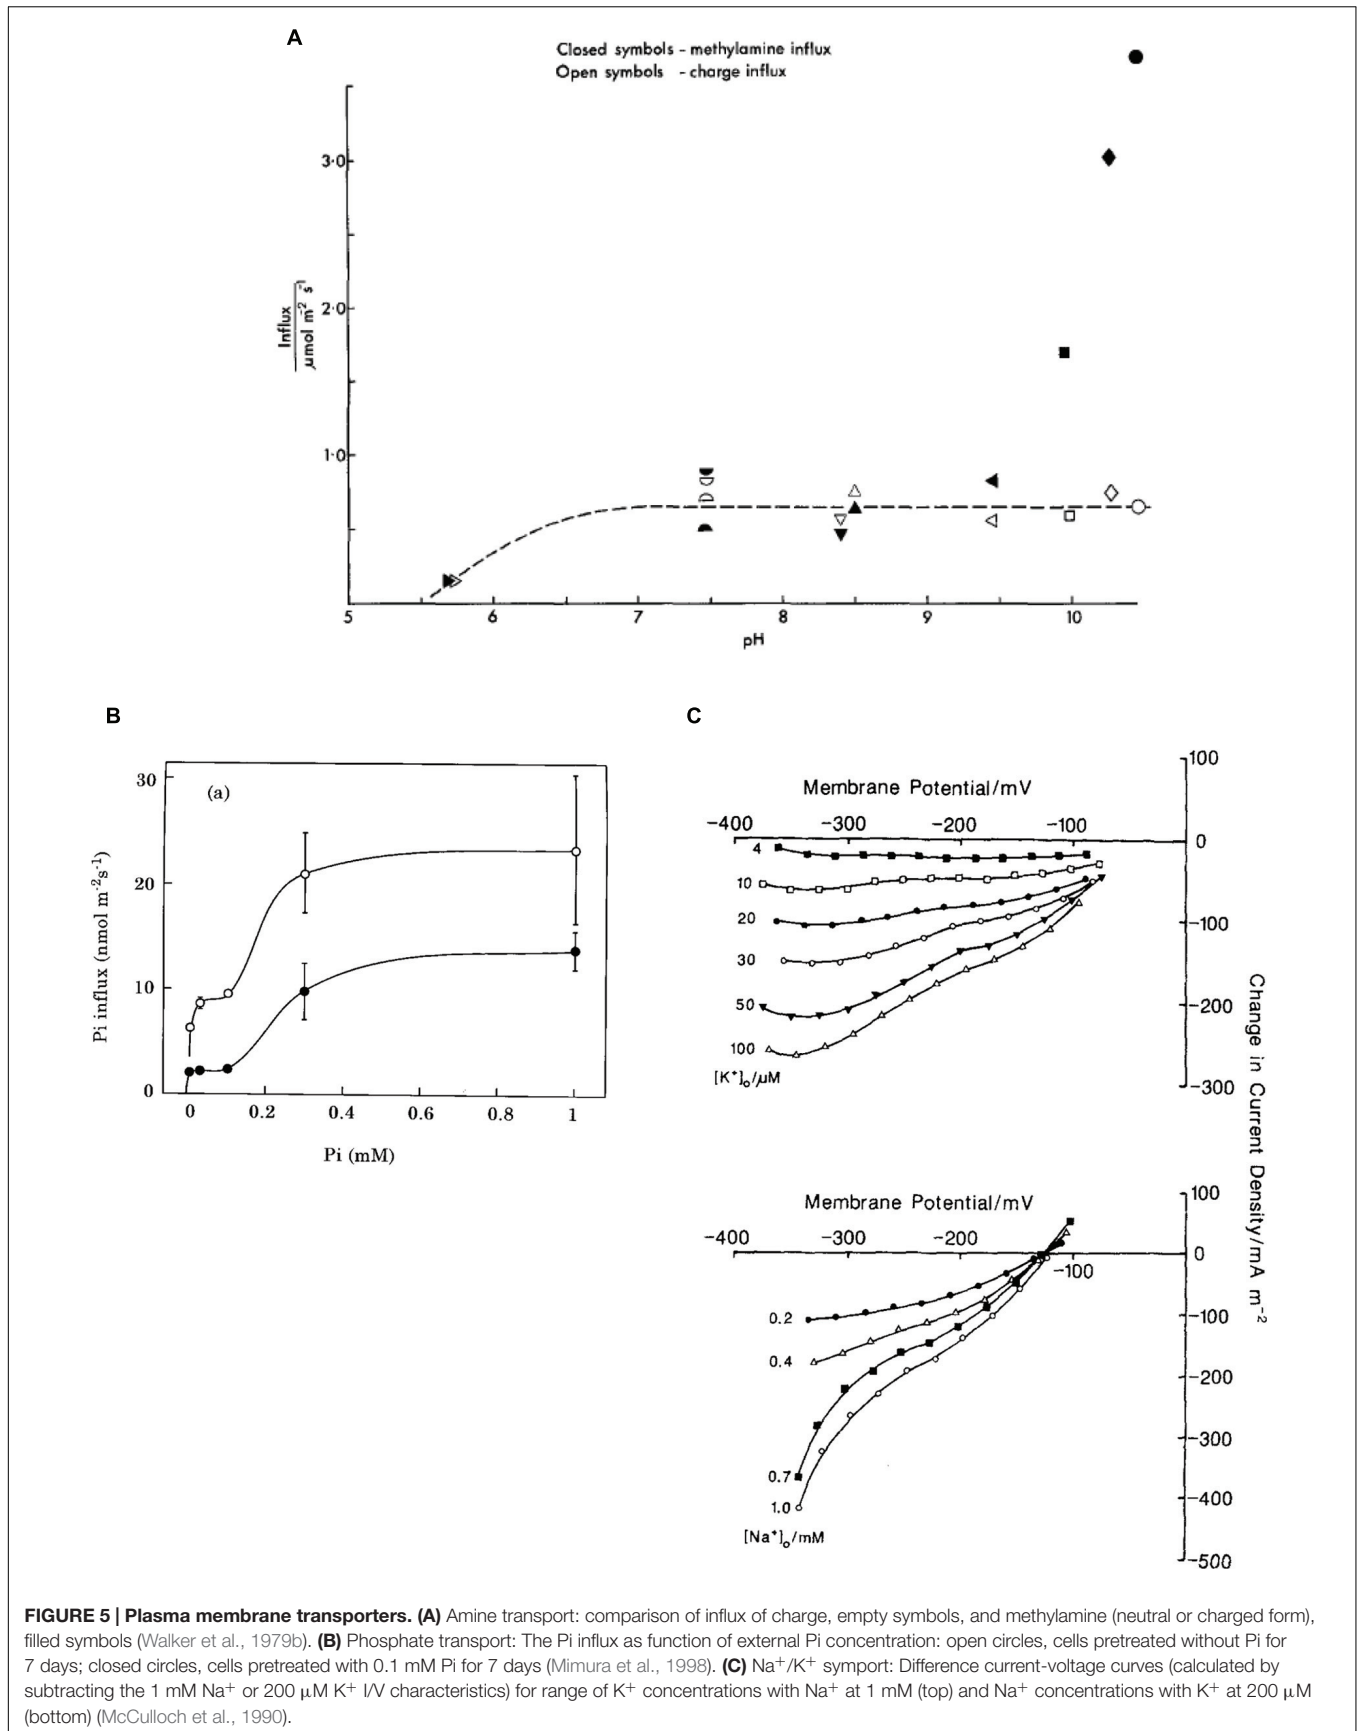 A
Closed symbols - methylamine influx
Open symbols - charge influx
3·0
2·0
1·0
Influx
μmol m⁻² s⁻¹
5 6 7 8 9 10
pH
B
(a)
30
20
10
0
Pi influx (nmol m⁻²s⁻¹)
0 0.2 0.4 0.6 0.8 1
Pi (mM)
C
Membrane Potential/mV
-400 -300 -200 -100
100
0
-100
-200
-300
4
10
20
30
50
100
[K⁺]ₒ/μM
Change in Current Density/mA m⁻²
Membrane Potential/mV
-400 -300 -200 -100
100
0
-100
-200
-300
-400
-500
0.2
0.4
0.7
1.0
[Na⁺]ₒ/mM
FIGURE 5 | Plasma membrane transporters. (A) Amine transport: comparison of influx of charge, empty symbols, and methylamine (neutral or charged form),
filled symbols (Walker et al., 1979b). (B) Phosphate transport: The Pi influx as function of external Pi concentration: open circles, cells pretreated without Pi for
7 days; closed circles, cells pretreated with 0.1 mM Pi for 7 days (Mimura et al., 1998). (C) Na⁺/K⁺ symport: Difference current-voltage curves (calculated by
subtracting the 1 mM Na⁺ or 200 μM K⁺ I/V characteristics) for range of K⁺ concentrations with Na⁺ at 1 mM (top) and Na⁺ concentrations with K⁺ at 200 μM
(bottom) (McCulloch et al., 1990).